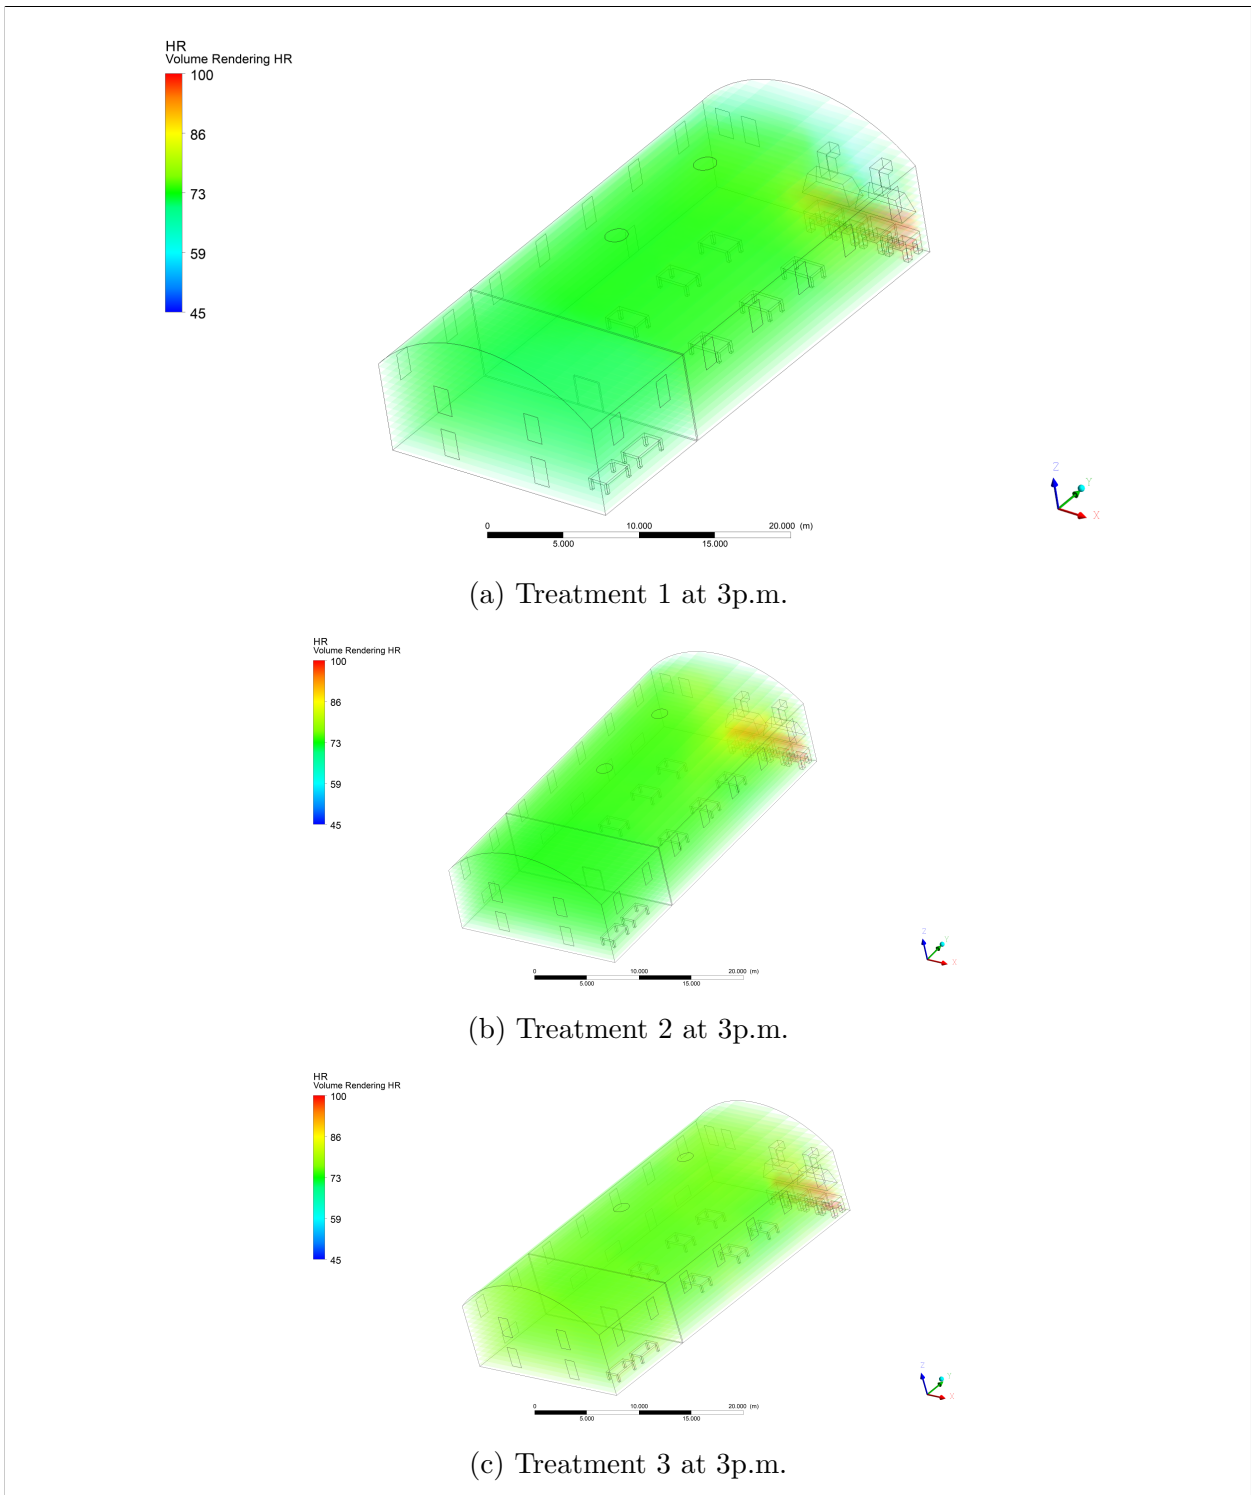 HR
Volume Rendering HR
100
86
73
59
45
Z
Y
X
0 10.000 20.000 (m)
5.000 15.000
(a) Treatment 1 at 3p.m.
HR
Volume Rendering HR
100
86
73
59
45
Z
Y
X
0 10.000 20.000 (m)
5.000 15.000
(b) Treatment 2 at 3p.m.
HR
Volume Rendering HR
100
86
73
59
45
Z
Y
X
0 10.000 20.000 (m)
5.000 15.000
(c) Treatment 3 at 3p.m.